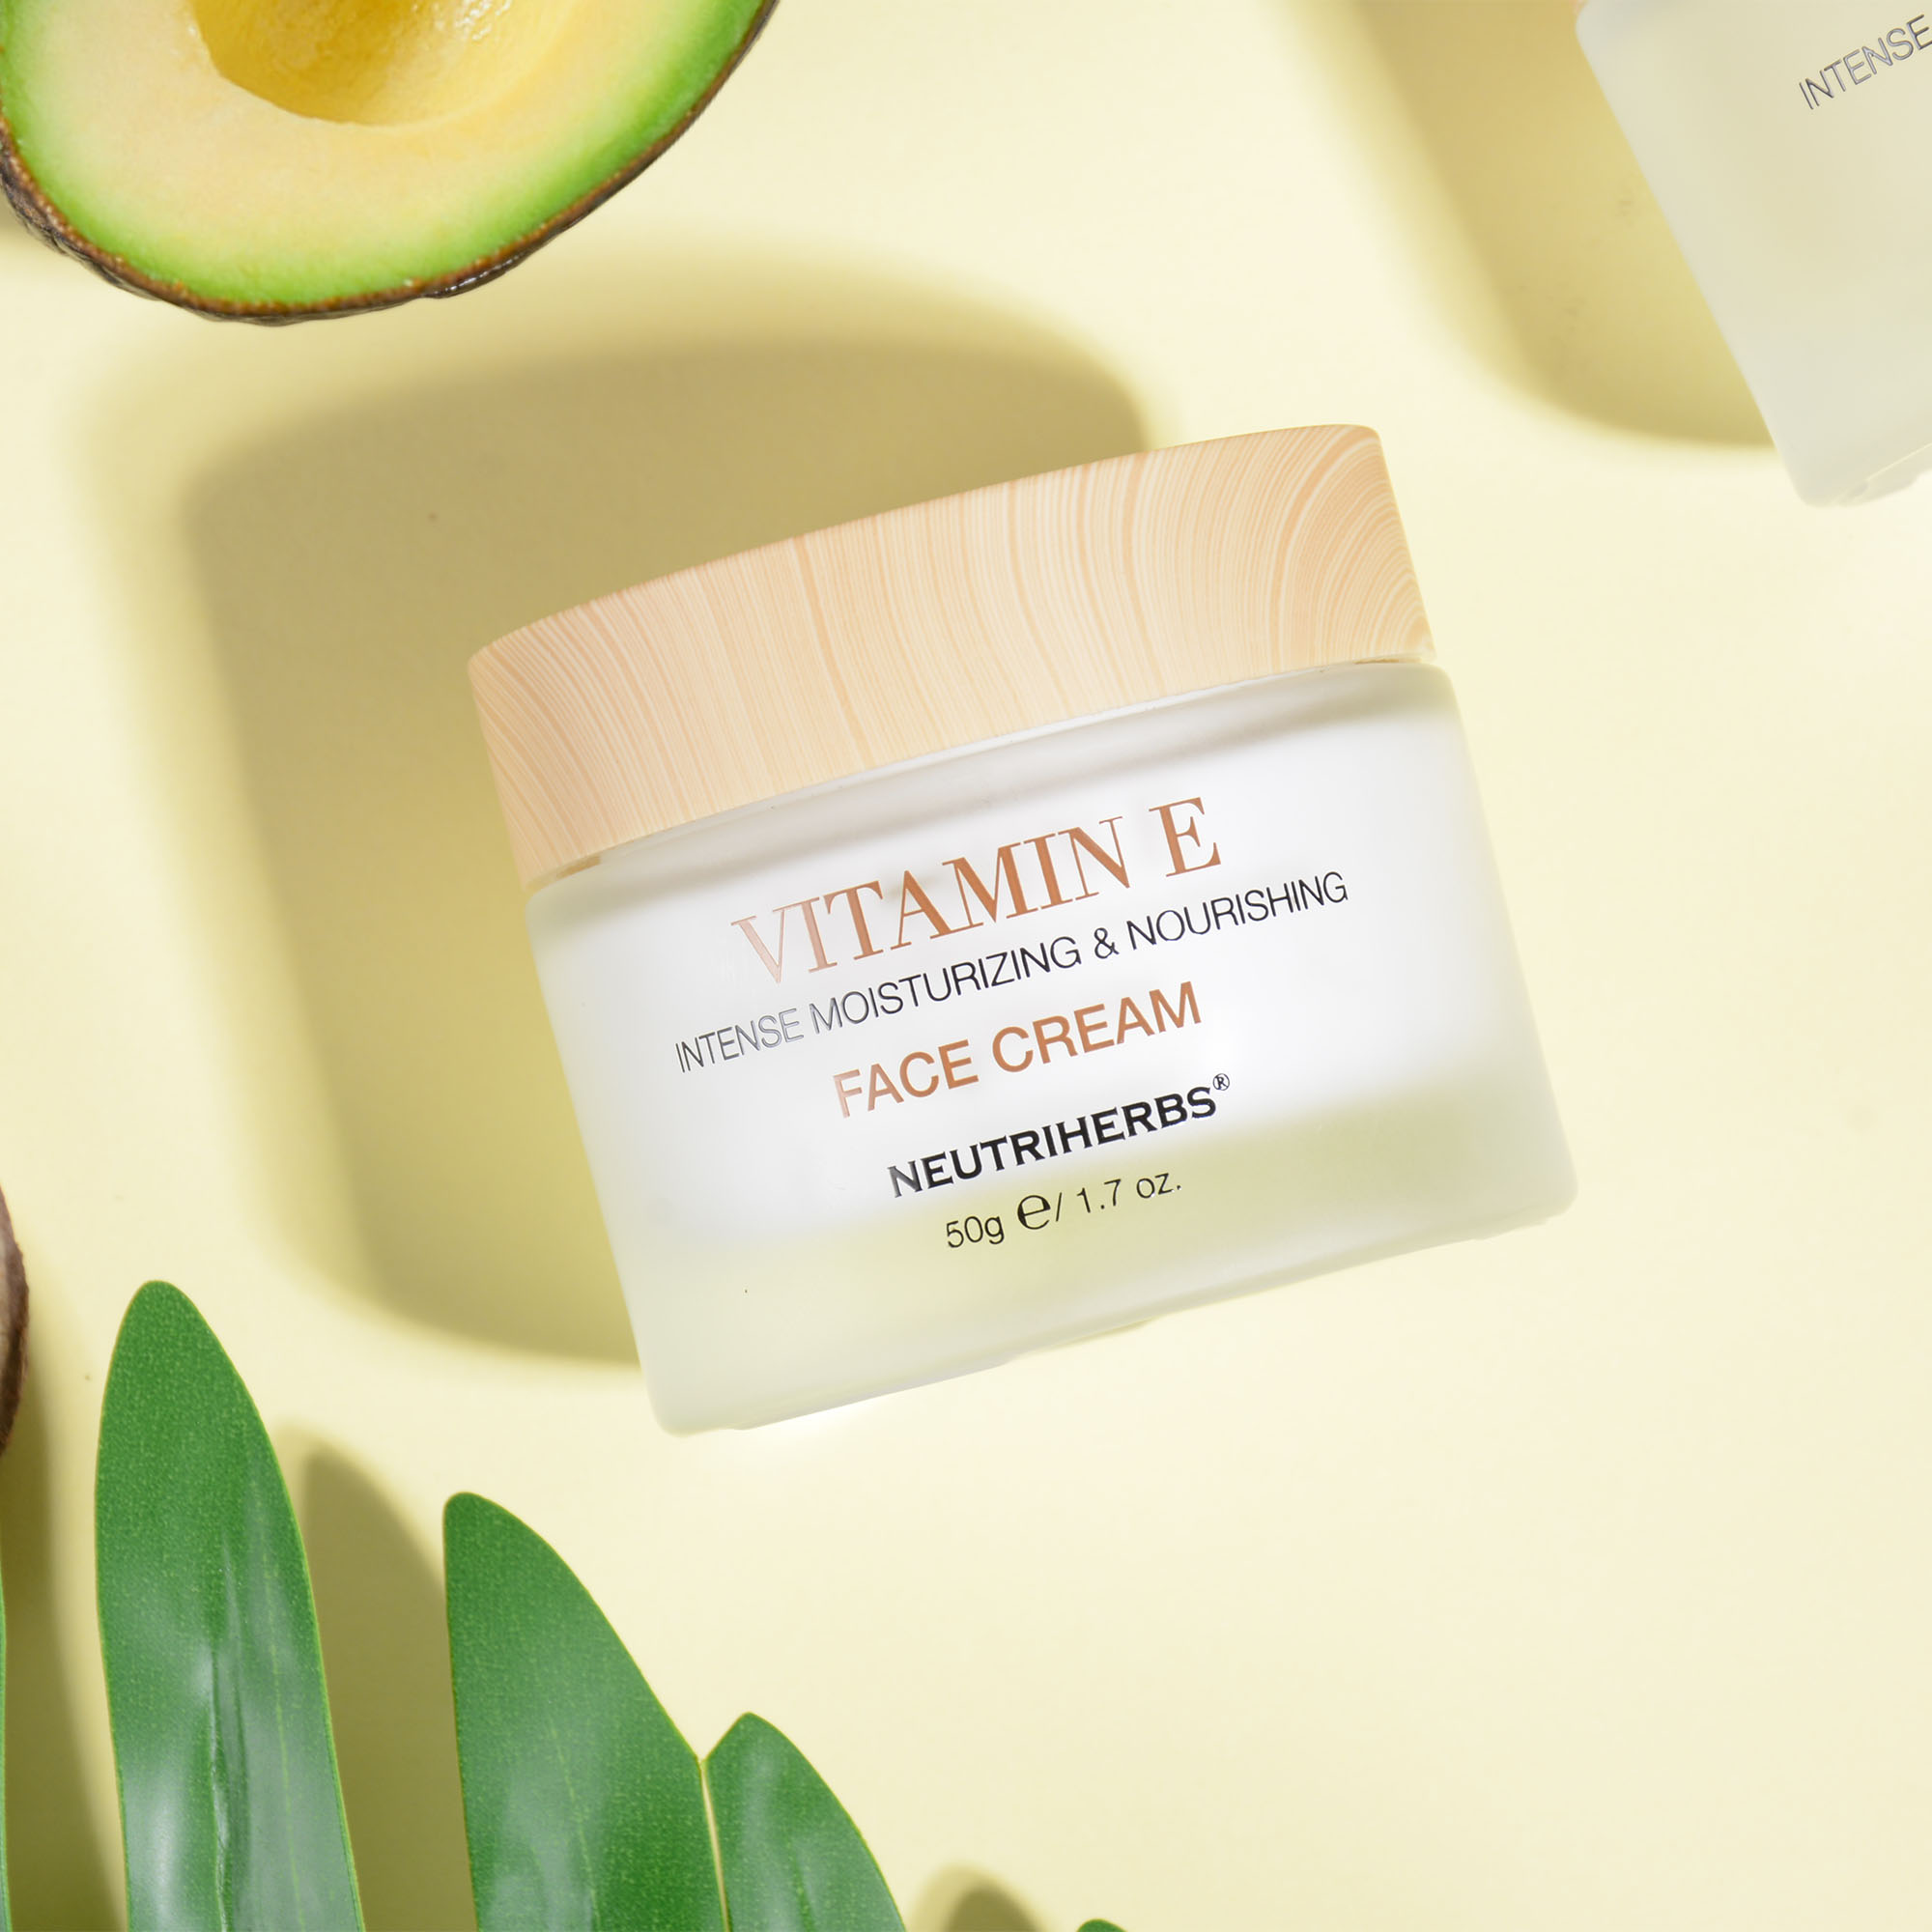 INTENSE
VITAMIN E
INTENSE MOISTURIZING & NOURISHING
FACE CREAM
NEUTRIHERBS®
50g ℮/ 1.7 oz.